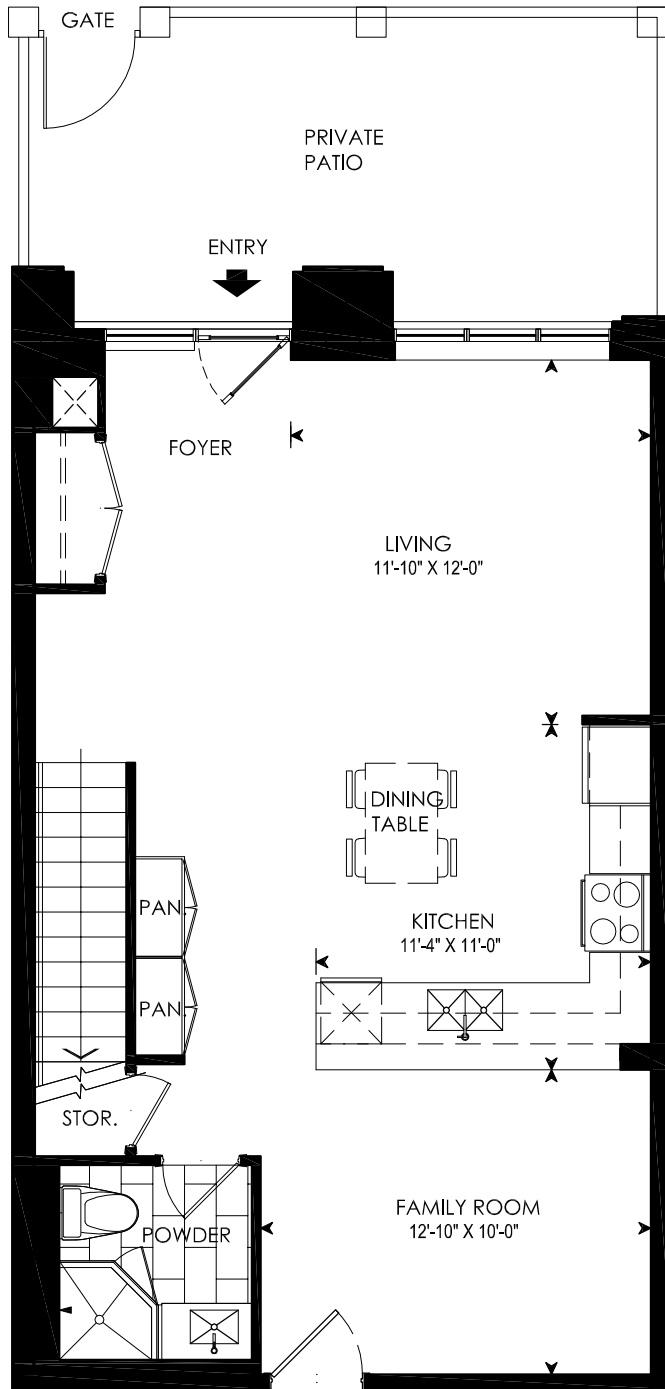 GATE
PRIVATE
PATIO
ENTRY
FOYER
LIVING
11'-10" X 12'-0"
DINING
TABLE
PAN.
KITCHEN
11'-4" X 11'-0"
PAN.
STOR.
FAMILY ROOM
12'-10" X 10'-0"
POWDER